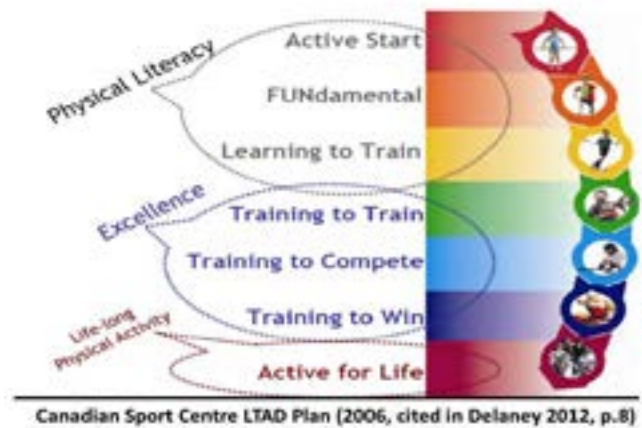 Physical Literacy
Active Start
FUNdamental
Learning to Train
Excellence
Training to Train
Training to Compete
Training to Win
Life-long
Physical Activity
Active for Life
Canadian Sport Centre LTAD Plan (2006, cited in Delaney 2012, p.8)